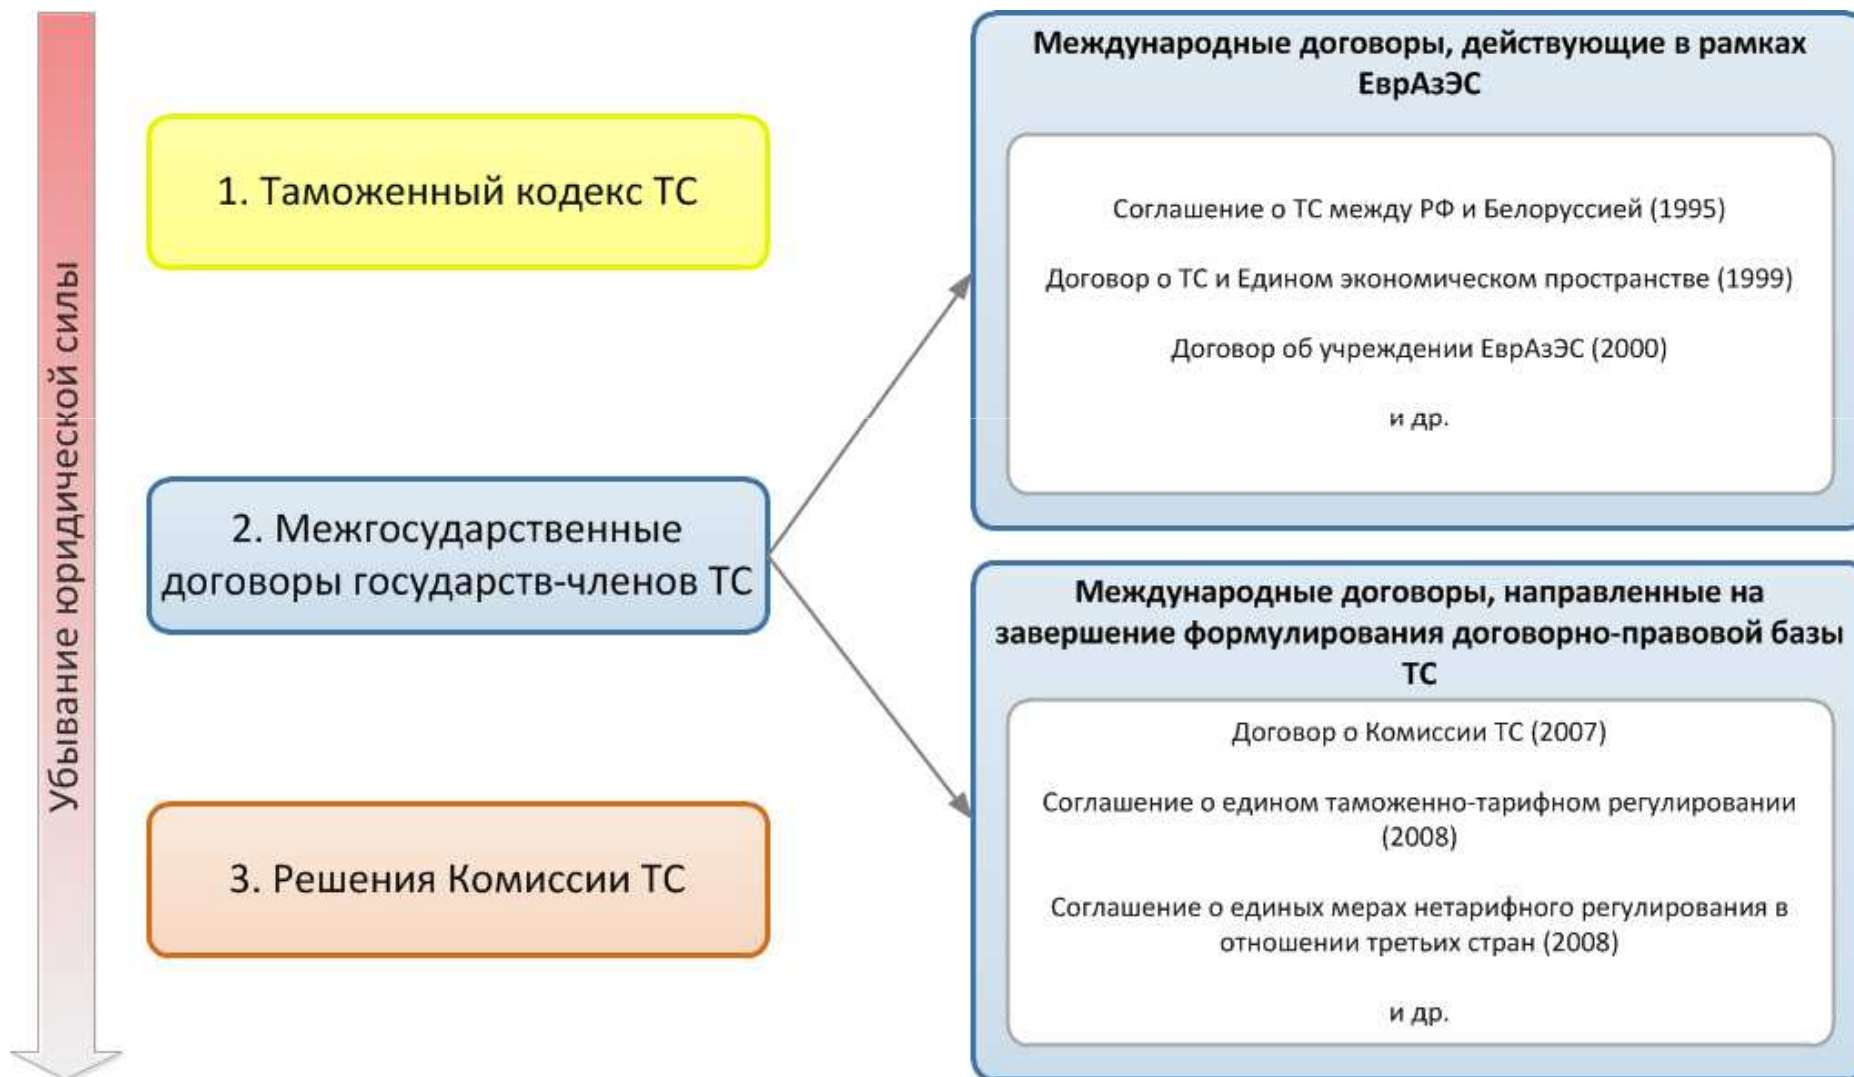 Убывание юридической силы
1. Таможенный кодекс ТС
2. Межгосударственные
договоры государств-членов ТС
3. Решения Комиссии ТС
Международные договоры, действующие в рамках
ЕврАзЭС
Соглашение о ТС между РФ и Белоруссией (1995)
Договор о ТС и Едином экономическом пространстве (1999)
Договор об учреждении ЕврАзЭС (2000)
и др.
Международные договоры, направленные на
завершение формулирования договорно-правовой базы
ТС
Договор о Комиссии ТС (2007)
Соглашение о едином таможенно-тарифном регулировании
(2008)
Соглашение о единых мерах нетарифного регулирования в
отношении третьих стран (2008)
и др.